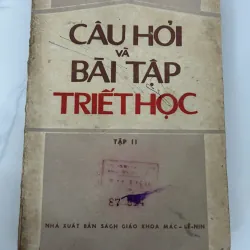 CÂU HỎI
VÀ
BÀI TẬP
TRIẾT HỌC
TẬP II
NHÀ XUẤT BẢN SÁCH GIÁO KHOA MÁC - LÊ-NIN